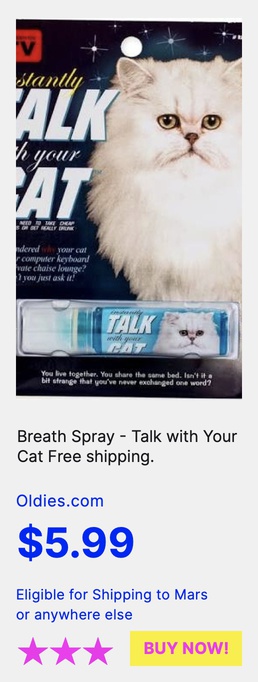 V
stantly
TALK
h your
CAT
NEED TO TAKE CHEAP
S OR GET REALLY DRUNK
ndered why your cat
r computer keyboard
vate chaise lounge?
't you just ask it!
instantly
TALK
with your
CAT
You live together. You share the same bed. Isn't it a
bit strange that you've never exchanged one word?
Breath Spray - Talk with Your
Cat Free shipping.
Oldies.com
$5.99
Eligible for Shipping to Mars
or anywhere else
BUY NOW!